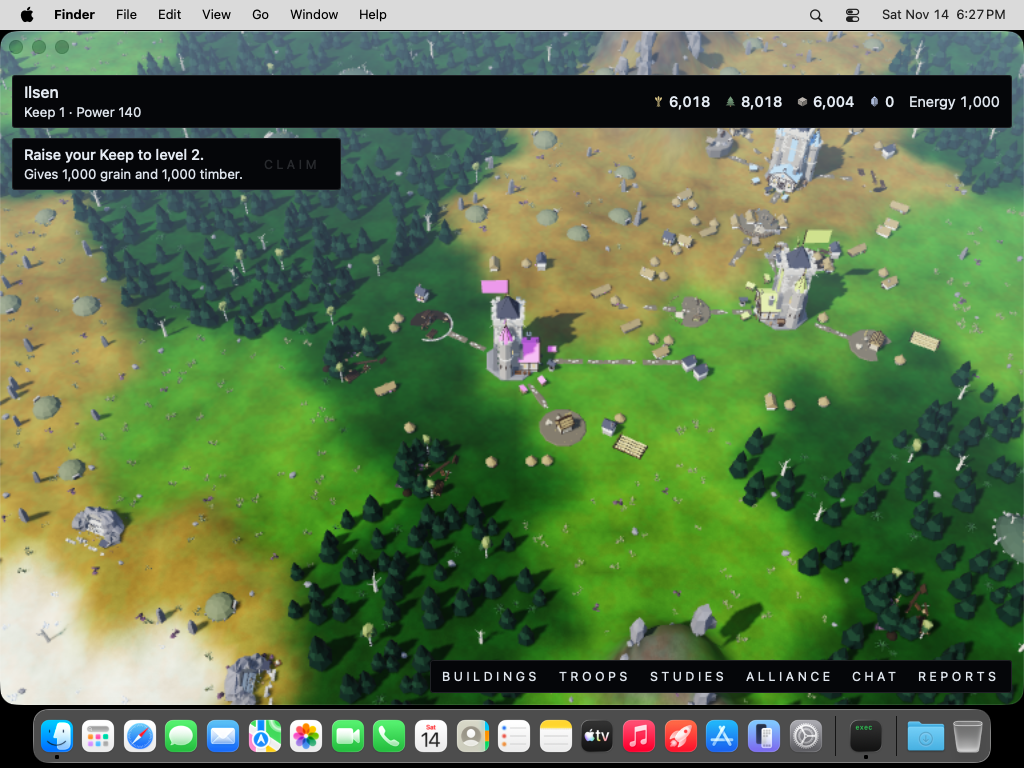 Finder File Edit View Go Window Help Sat Nov 14 6:27 PM
Ilsen
Keep 1 · Power 140
6,018 8,018 6,004 0 Energy 1,000
Raise your Keep to level 2.
CLAIM
Gives 1,000 grain and 1,000 timber.
BUILDINGS TROOPS STUDIES ALLIANCE CHAT REPORTS
Sat
14
tv
exec